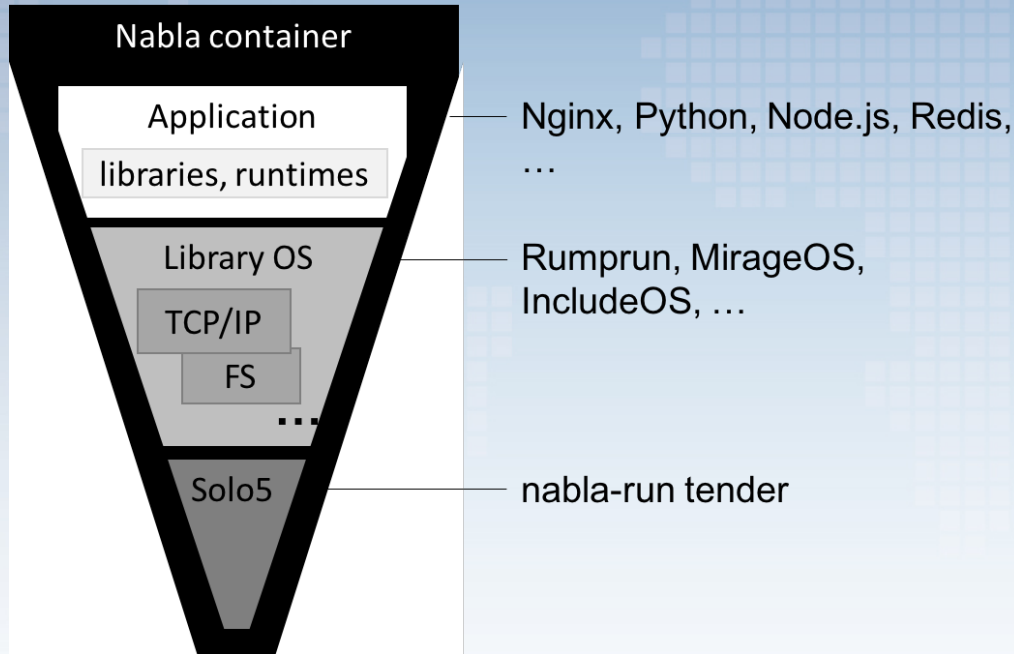 Nabla container
Application
libraries, runtimes
Nginx, Python, Node.js, Redis,
…
Library OS
TCP/IP
FS
...
Rumprun, MirageOS,
IncludeOS, …
Solo5
nabla-run tender